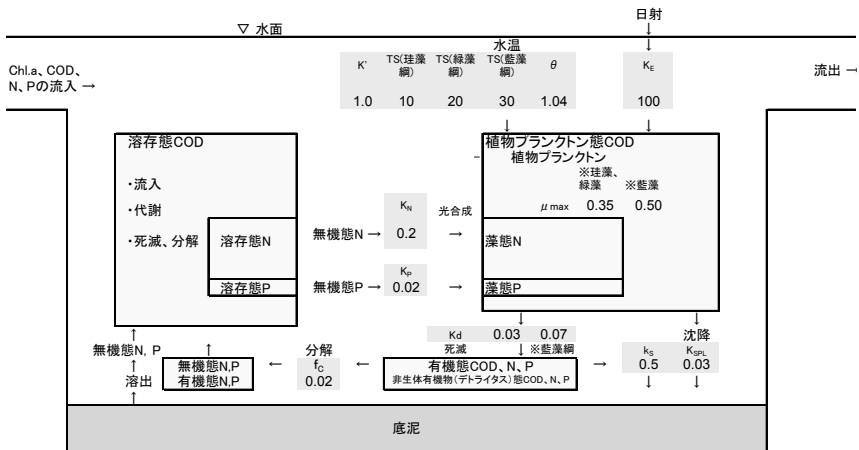 日射
▽ 水面
↓
水温
K'
TS(珪藻
綱)
TS(緑藻
綱)
TS(藍藻
綱)
θ
K_E
Chl.a、COD、
N、Pの流入 →
流出 →
1.0 10 20 30 1.04 100
↓ ↓
溶存態COD
・流入
・代謝
・死滅、分解
溶存態N
溶存態P
植物プランクトン態COD
植物プランクトン
※珪藻、
緑藻
※藍藻
μmax 0.35 0.50
藻態N
藻態P
K_N
光合成
無機態N → 0.2 →
K_P
無機態P → 0.02 →
↓ ↓
Kd 0.03 0.07
沈降
死滅 ↓ ※藍藻綱
↑
無機態N, P
↑
溶出
↑
↑
無機態N,P
有機態N,P
←
分解
f_C
0.02
←
有機態COD、N、P
非生体有機物(デトライタス)態COD、N、P
→
k_S K_SPL
0.5 0.03
↓ ↓
底泥